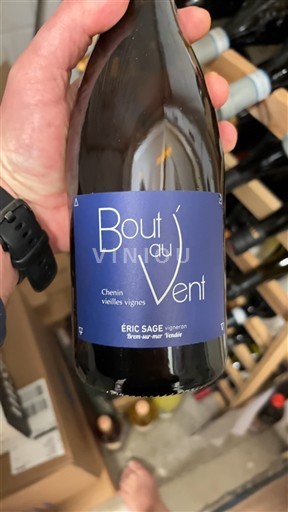 Bout
au
Vent
VINIOU
Chenin
vieilles vignes
ÉRIC SAGE vigneron
Brem-sur-mer Vendée